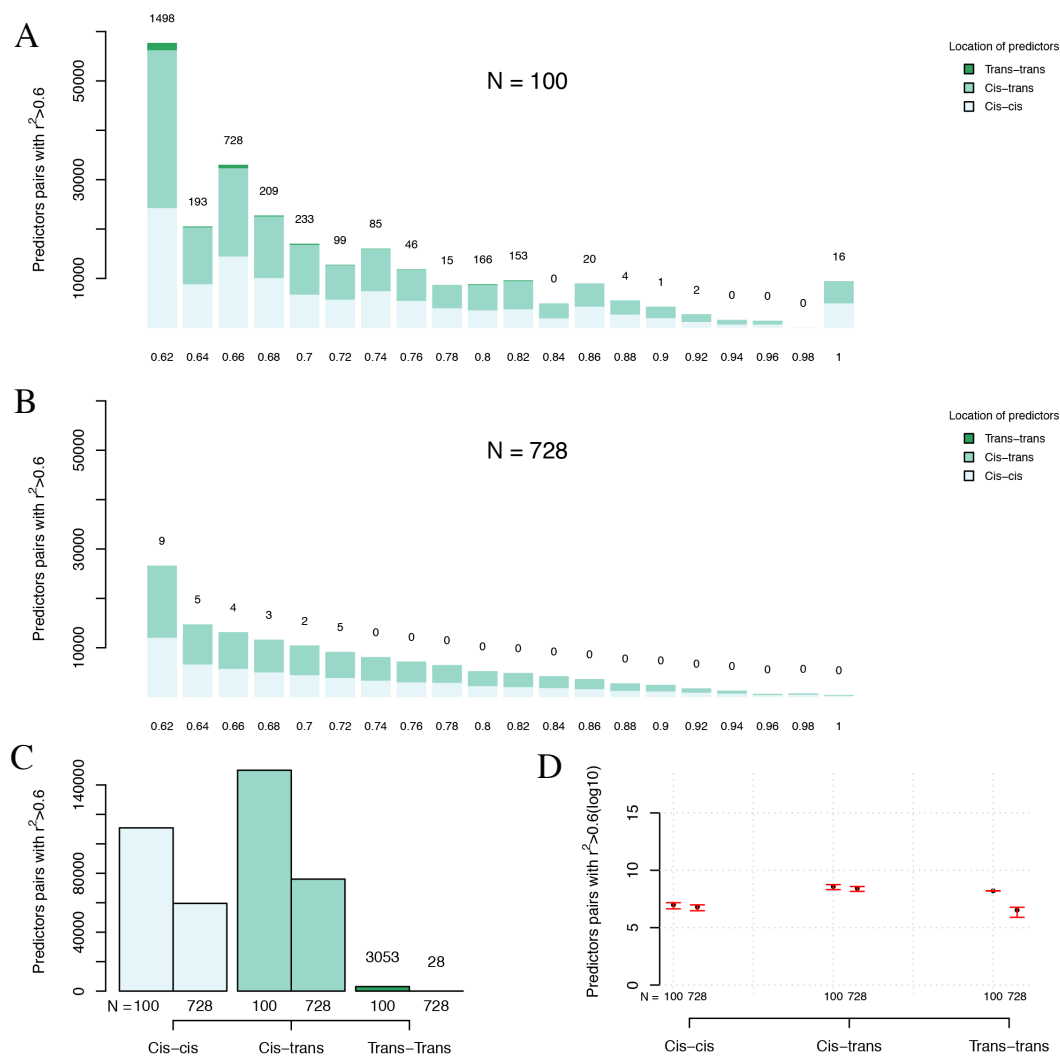 A
Predictors pairs with r2>0.6
10000 30000 50000
N = 100
Location of predictors
Trans−trans
Cis−trans
Cis−cis
1498 193 728 209 233 99 85 46 15 166 153 0 20 4 1 2 0 0 0 16
0.62 0.64 0.66 0.68 0.7 0.72 0.74 0.76 0.78 0.8 0.82 0.84 0.86 0.88 0.9 0.92 0.94 0.96 0.98 1
B
Predictors pairs with r2>0.6
10000 30000 50000
N = 728
Location of predictors
Trans−trans
Cis−trans
Cis−cis
9 5 4 3 2 5 0 0 0 0 0 0 0 0 0 0 0 0 0 0
0.62 0.64 0.66 0.68 0.7 0.72 0.74 0.76 0.78 0.8 0.82 0.84 0.86 0.88 0.9 0.92 0.94 0.96 0.98 1
C
Predictors pairs with r2>0.6
0 40000 80000 140000
3053 28
N = 100 728 100 728 100 728
Cis−cis Cis−trans Trans−Trans
D
Predictors pairs with r2>0.6(log10)
0 5 10 15
N = 100 728 100 728 100 728
Cis−cis Cis−trans Trans−trans